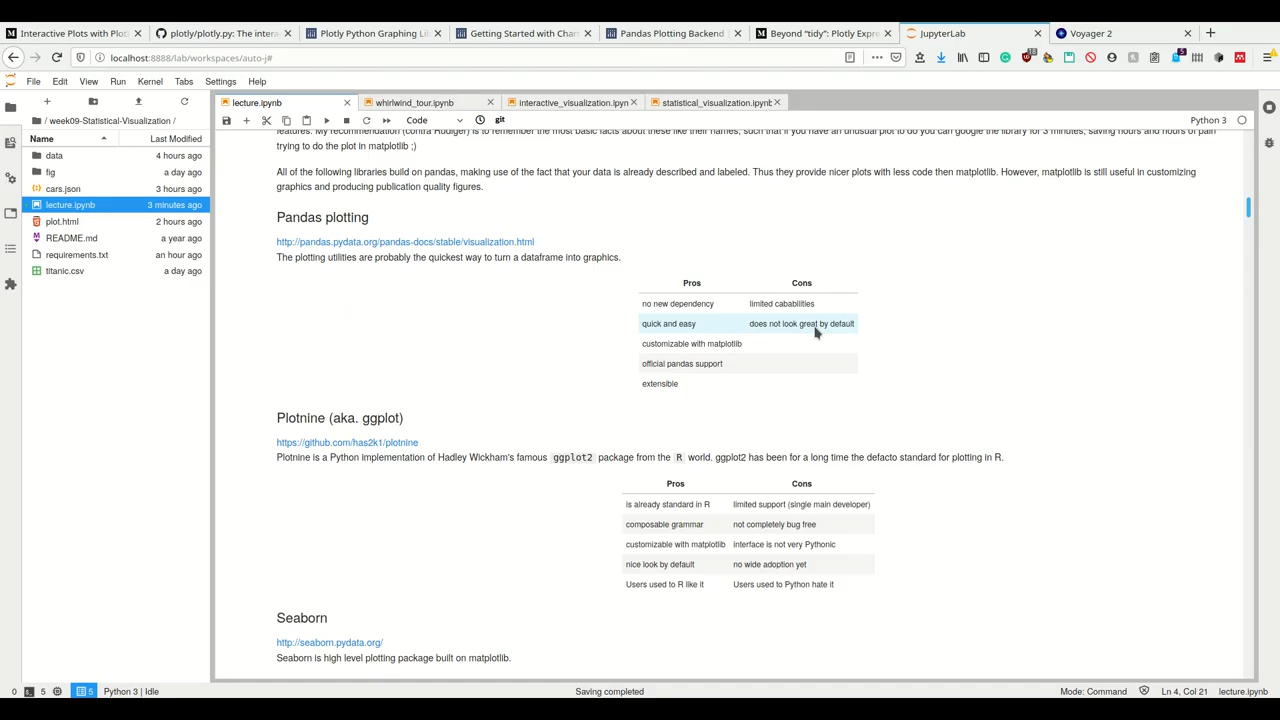 Interactive Plots with Plotl
plotly/plotly.py: The intera
Plotly Python Graphing Li
Getting Started with Char
Pandas Plotting Backend
Beyond "tidy": Plotly Expre
JupyterLab
Voyager 2
localhost:8888/lab/workspaces/auto-j#
File Edit View Run Kernel Tabs Settings Help
lecture.ipynb
whirlwind_tour.ipynb
interactive_visualization.ipyn
statistical_visualization.ipynb
/ week09-Statistical-Visualization /
Code
git
Python 3
Name Last Modified
data 4 hours ago
fig a day ago
cars.json 3 hours ago
lecture.ipynb 3 minutes ago
plot.html 2 hours ago
README.md a year ago
requirements.txt an hour ago
titanic.csv a day ago
features. My recommendation (contra Rudiger) is to remember the most basic facts about these like their names, such that if you have an unusual plot to do you can google the library for 3 minutes, saving hours and hours of pain
trying to do the plot in matplotlib ;)
All of the following libraries build on pandas, making use of the fact that your data is already described and labeled. Thus they provide nicer plots with less code then matplotlib. However, matplotlib is still useful in customizing
graphics and producing publication quality figures.
Pandas plotting
http://pandas.pydata.org/pandas-docs/stable/visualization.html
The plotting utilities are probably the quickest way to turn a dataframe into graphics.
Pros Cons
no new dependency limited cababilities
quick and easy does not look great by default
customizable with matplotlib
official pandas support
extensible
Plotnine (aka. ggplot)
https://github.com/has2k1/plotnine
Plotnine is a Python implementation of Hadley Wickham's famous ggplot2 package from the R world. ggplot2 has been for a long time the defacto standard for plotting in R.
Pros Cons
is already standard in R limited support (single main developer)
composable grammar not completely bug free
customizable with matplotlib interface is not very Pythonic
nice look by default no wide adoption yet
Users used to R like it Users used to Python hate it
Seaborn
http://seaborn.pydata.org/
Seaborn is high level plotting package built on matplotlib.
0 5 5 Python 3 | Idle
Saving completed
Mode: Command
Ln 4, Col 21
lecture.ipynb